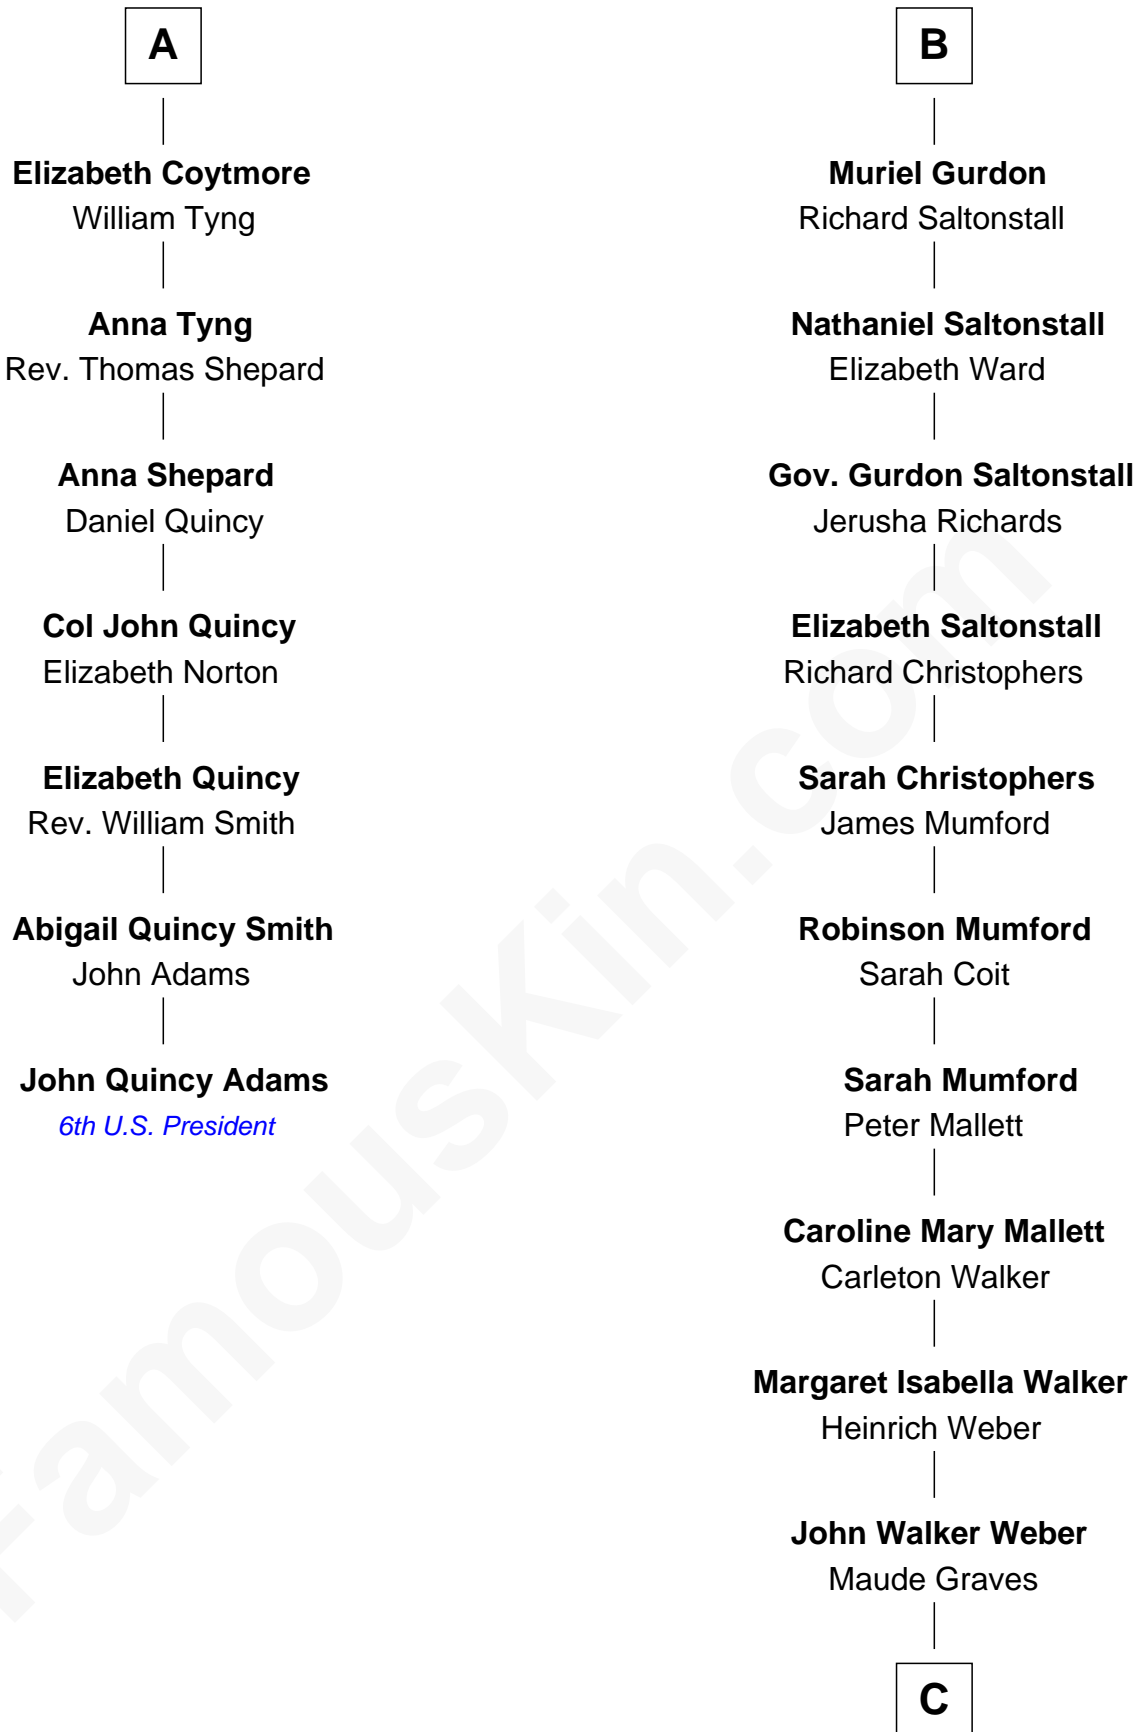 A
Elizabeth Coytmore
William Tyng
Anna Tyng
Rev. Thomas Shepard
Anna Shepard
Daniel Quincy
Col John Quincy
Elizabeth Norton
Elizabeth Quincy
Rev. William Smith
Abigail Quincy Smith
John Adams
John Quincy Adams
6th U.S. President
B
Muriel Gurdon
Richard Saltonstall
Nathaniel Saltonstall
Elizabeth Ward
Gov. Gurdon Saltonstall
Jerusha Richards
Elizabeth Saltonstall
Richard Christophers
Sarah Christophers
James Mumford
Robinson Mumford
Sarah Coit
Sarah Mumford
Peter Mallett
Caroline Mary Mallett
Carleton Walker
Margaret Isabella Walker
Heinrich Weber
John Walker Weber
Maude Graves
C
FamousKin.com